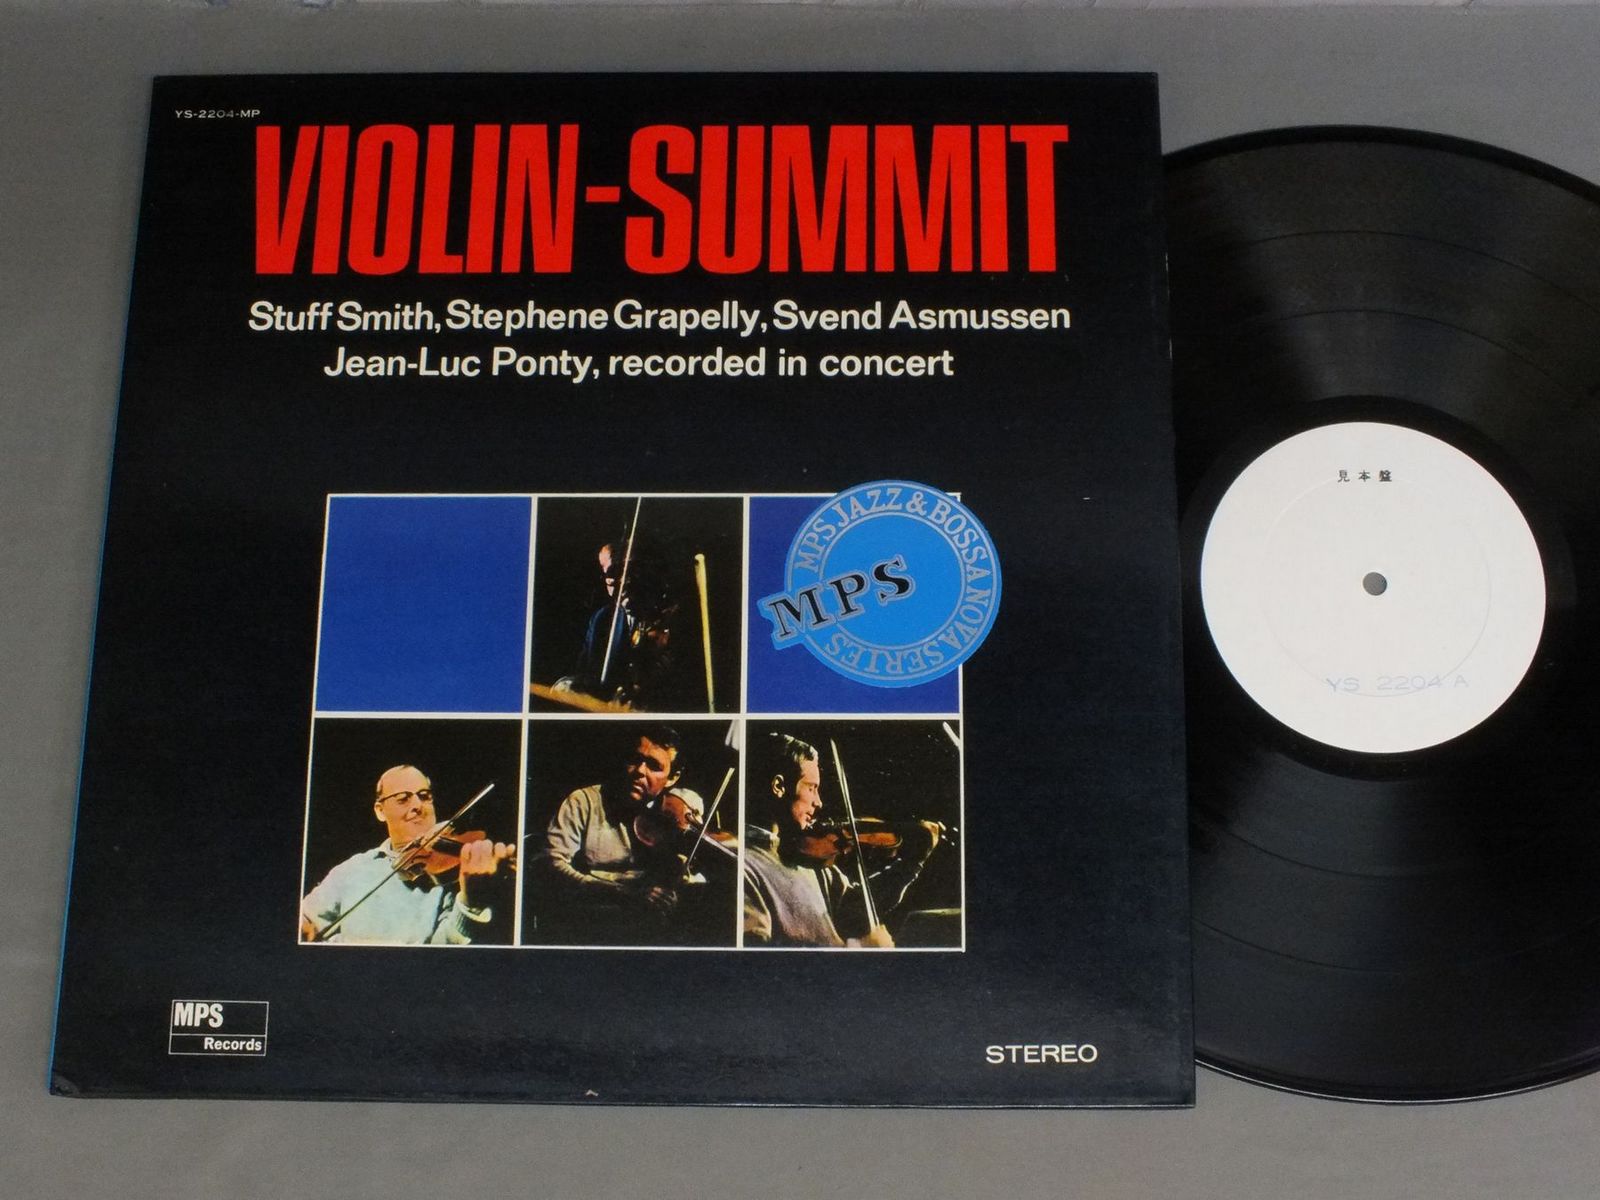 YS-2204-MP
VIOLIN-SUMMIT
Stuff Smith, Stephene Grapelly, Svend Asmussen
Jean-Luc Ponty, recorded in concert
MPS JAZZ & BOSSA NOVA SERIES
MPS
MPS
Records
STEREO
見本盤
YS 2204 A